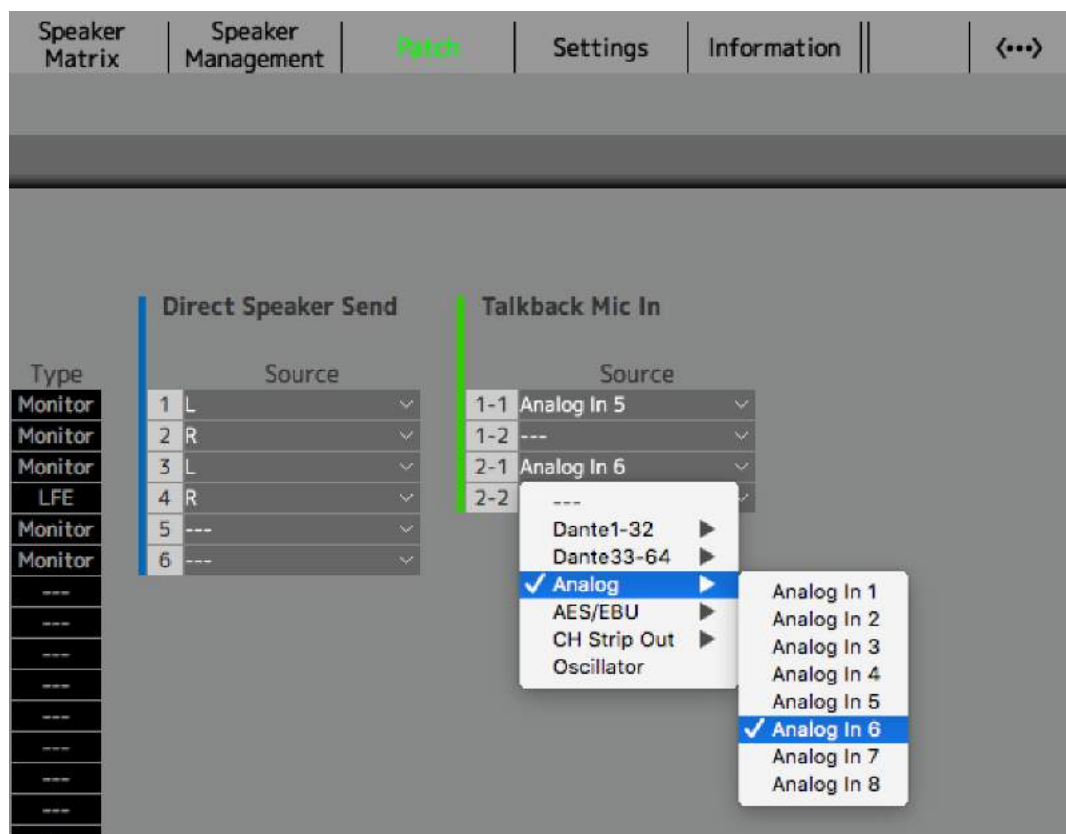 Speaker Matrix
Speaker Management
Patch
Settings
Information
Direct Speaker Send
Talkback Mic In
Type
Source
Source
Monitor 1 L 1-1 Analog In 5
Monitor 2 R 1-2 ---
Monitor 3 L 2-1 Analog In 6
LFE 4 R 2-2
Monitor 5 ---
Monitor 6 ---
---
---
---
---
---
---
---
---
---
Dante1-32
Dante33-64
✓ Analog
AES/EBU
CH Strip Out
Oscillator
Analog In 1
Analog In 2
Analog In 3
Analog In 4
Analog In 5
✓ Analog In 6
Analog In 7
Analog In 8